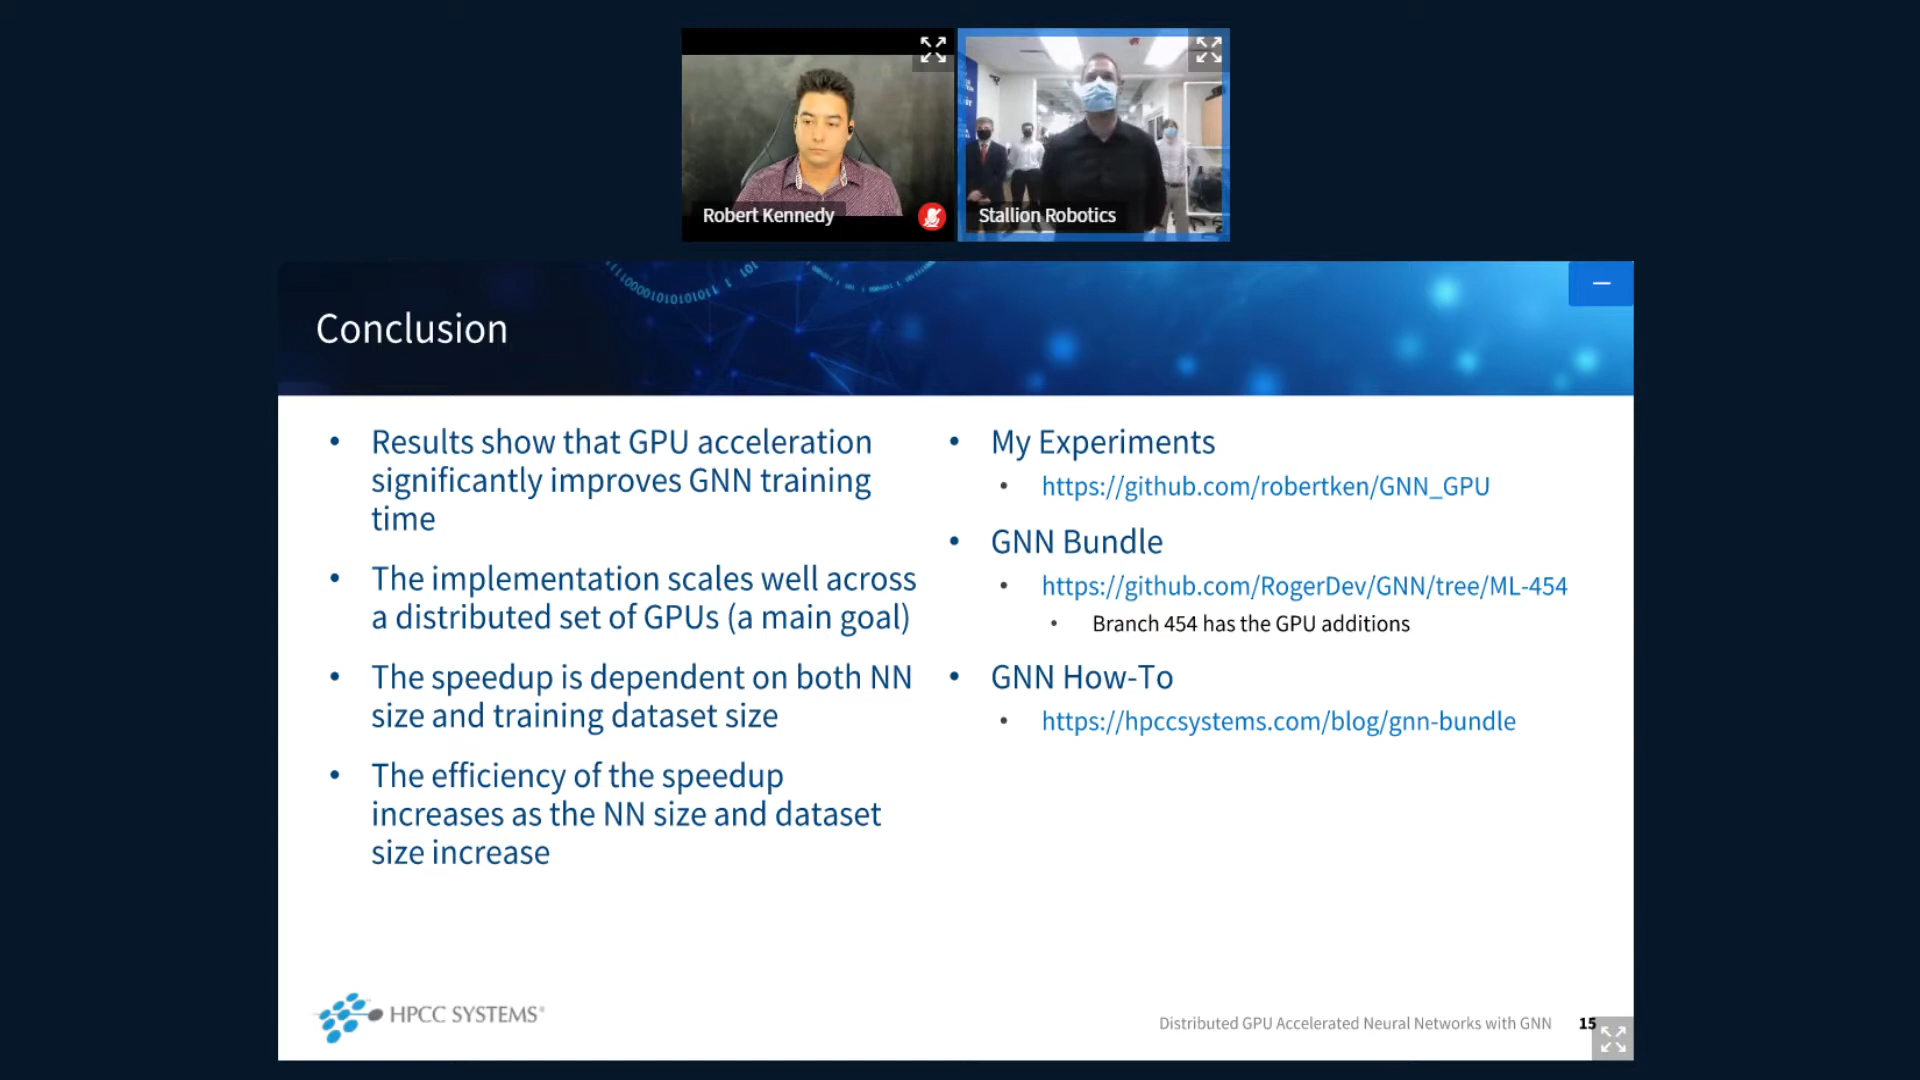 Robert Kennedy
Stallion Robotics
Conclusion
• Results show that GPU acceleration
significantly improves GNN training
time
• The implementation scales well across
a distributed set of GPUs (a main goal)
• The speedup is dependent on both NN
size and training dataset size
• The efficiency of the speedup
increases as the NN size and dataset
size increase
• My Experiments
• https://github.com/robertken/GNN_GPU
• GNN Bundle
• https://github.com/RogerDev/GNN/tree/ML-454
• Branch 454 has the GPU additions
• GNN How-To
• https://hpccsystems.com/blog/gnn-bundle
HPCC SYSTEMS®
Distributed GPU Accelerated Neural Networks with GNN 15